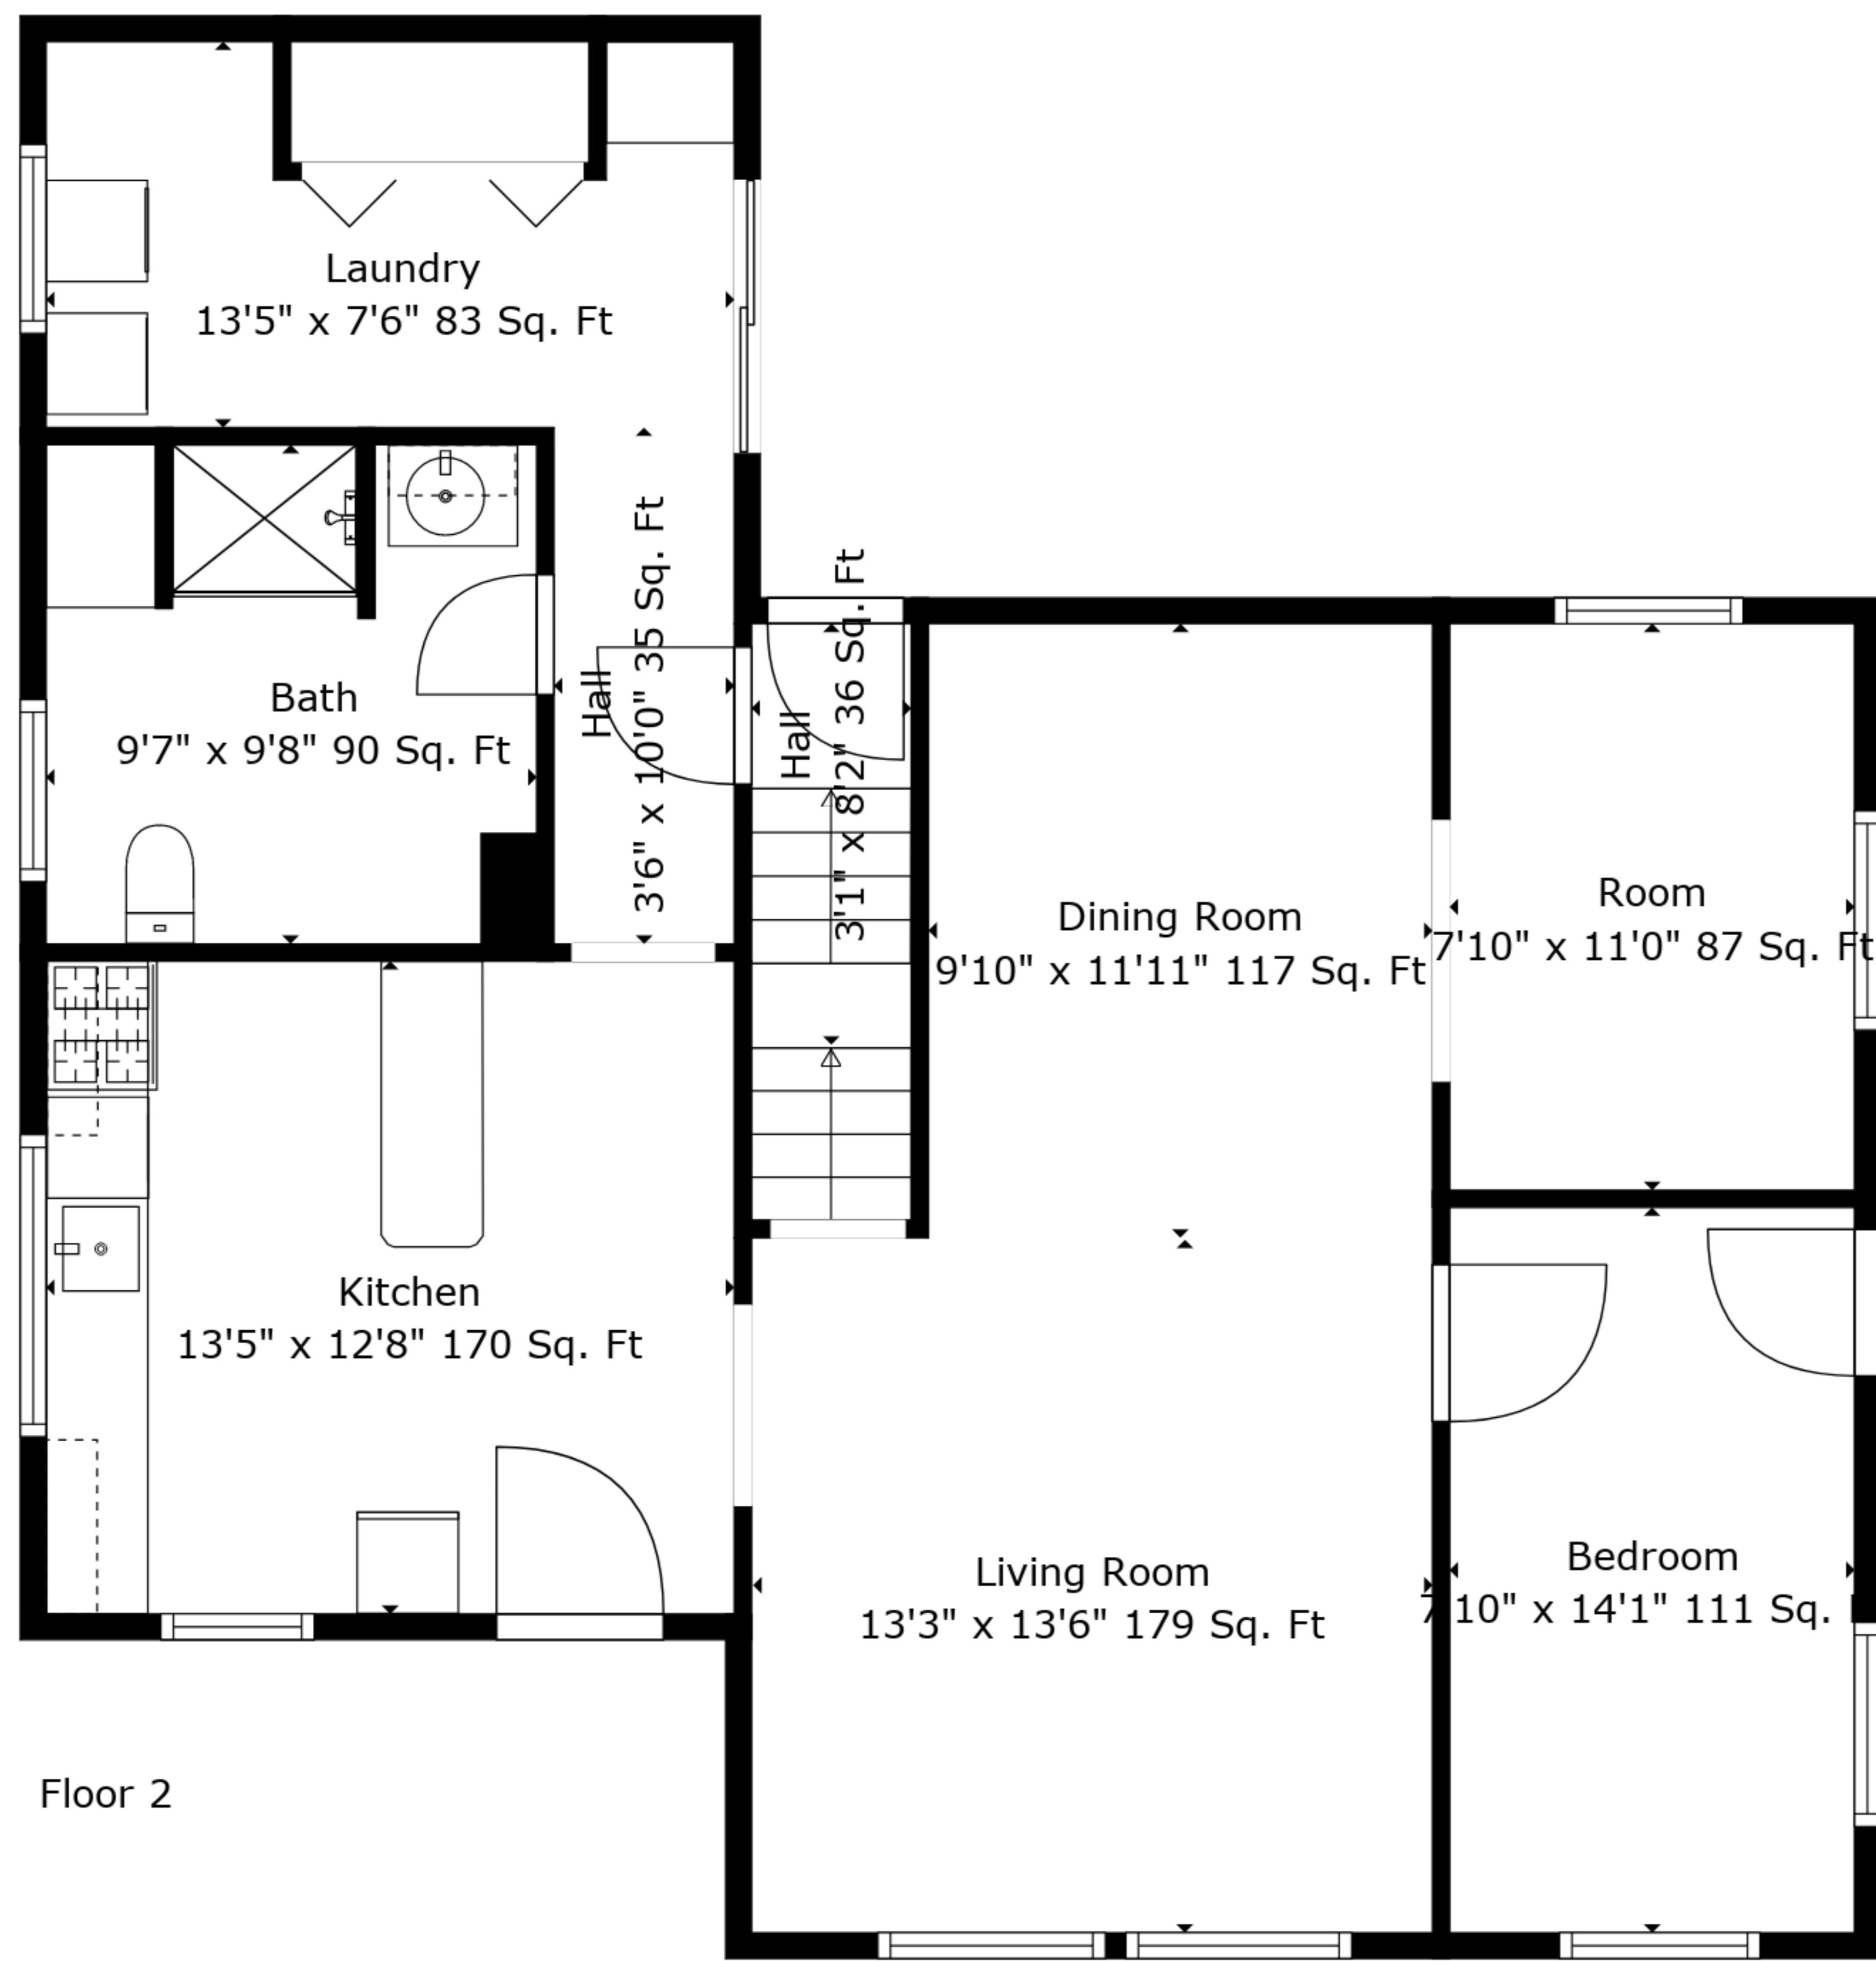 Laundry
13'5" x 7'6" 83 Sq. Ft
Bath
9'7" x 9'8" 90 Sq. Ft
Hall
3'6" x 10'0" 35 Sq. Ft
Hall
3'1" x 8'2" 36 Sq. Ft
Dining Room
9'10" x 11'11" 117 Sq. Ft
Room
7'10" x 11'0" 87 Sq. Ft
Kitchen
13'5" x 12'8" 170 Sq. Ft
Living Room
13'3" x 13'6" 179 Sq. Ft
Bedroom
7'10" x 14'1" 111 Sq.
Floor 2